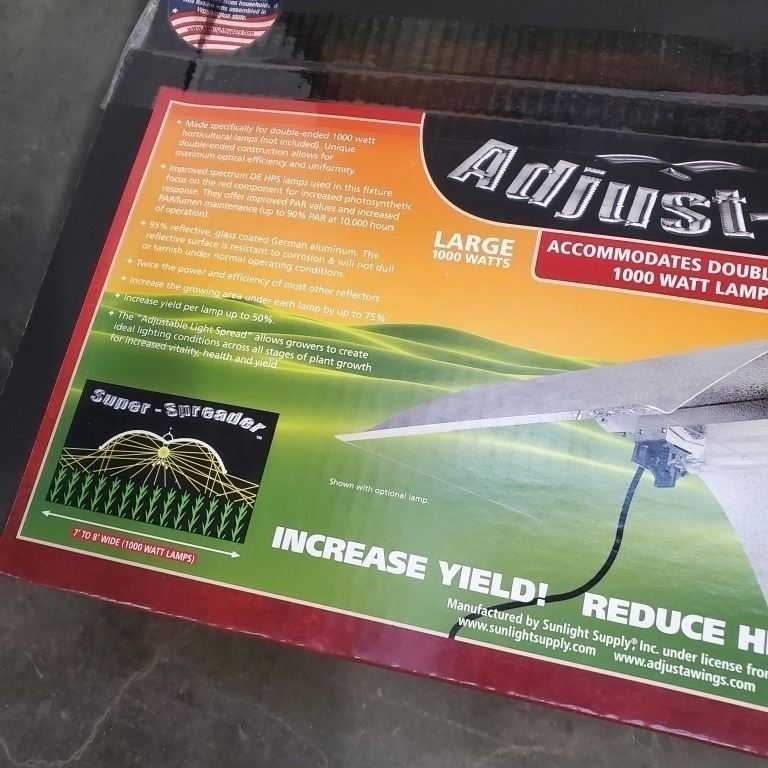 this fixture was assembled in
Washington state.
Adjust-
✦ Made specifically for double-ended 1000 watt
horticultural lamps (not included). Unique
double-ended construction allows for
maximum optical efficiency and uniformity.
✦ Improved spectrum DE HPS lamps used in this fixture
focus on the red component for increased photosynthetic
response. They offer improved PAR values and increased
PAR/lumen maintenance (up to 90% PAR at 10,000 hours
of operation).
✦ 95% reflective, glass coated German aluminum. The
reflective surface is resistant to corrosion & will not dull
or tarnish under normal operating conditions.
✦ Twice the power and efficiency of most other reflectors.
✦ Increase the growing area under each lamp by up to 75%.
✦ Increase yield per lamp up to 50%.
✦ The "Adjustable Light Spread" allows growers to create
ideal lighting conditions across all stages of plant growth
for increased vitality, health and yield.
LARGE
1000 WATTS
ACCOMMODATES DOUBL
1000 WATT LAMP
Super-Spreader™
7' TO 8' WIDE (1000 WATT LAMPS)
Shown with optional lamp.
INCREASE YIELD! REDUCE H
Manufactured by Sunlight Supply®, Inc. under license fro
www.sunlightsupply.com www.adjustawings.com